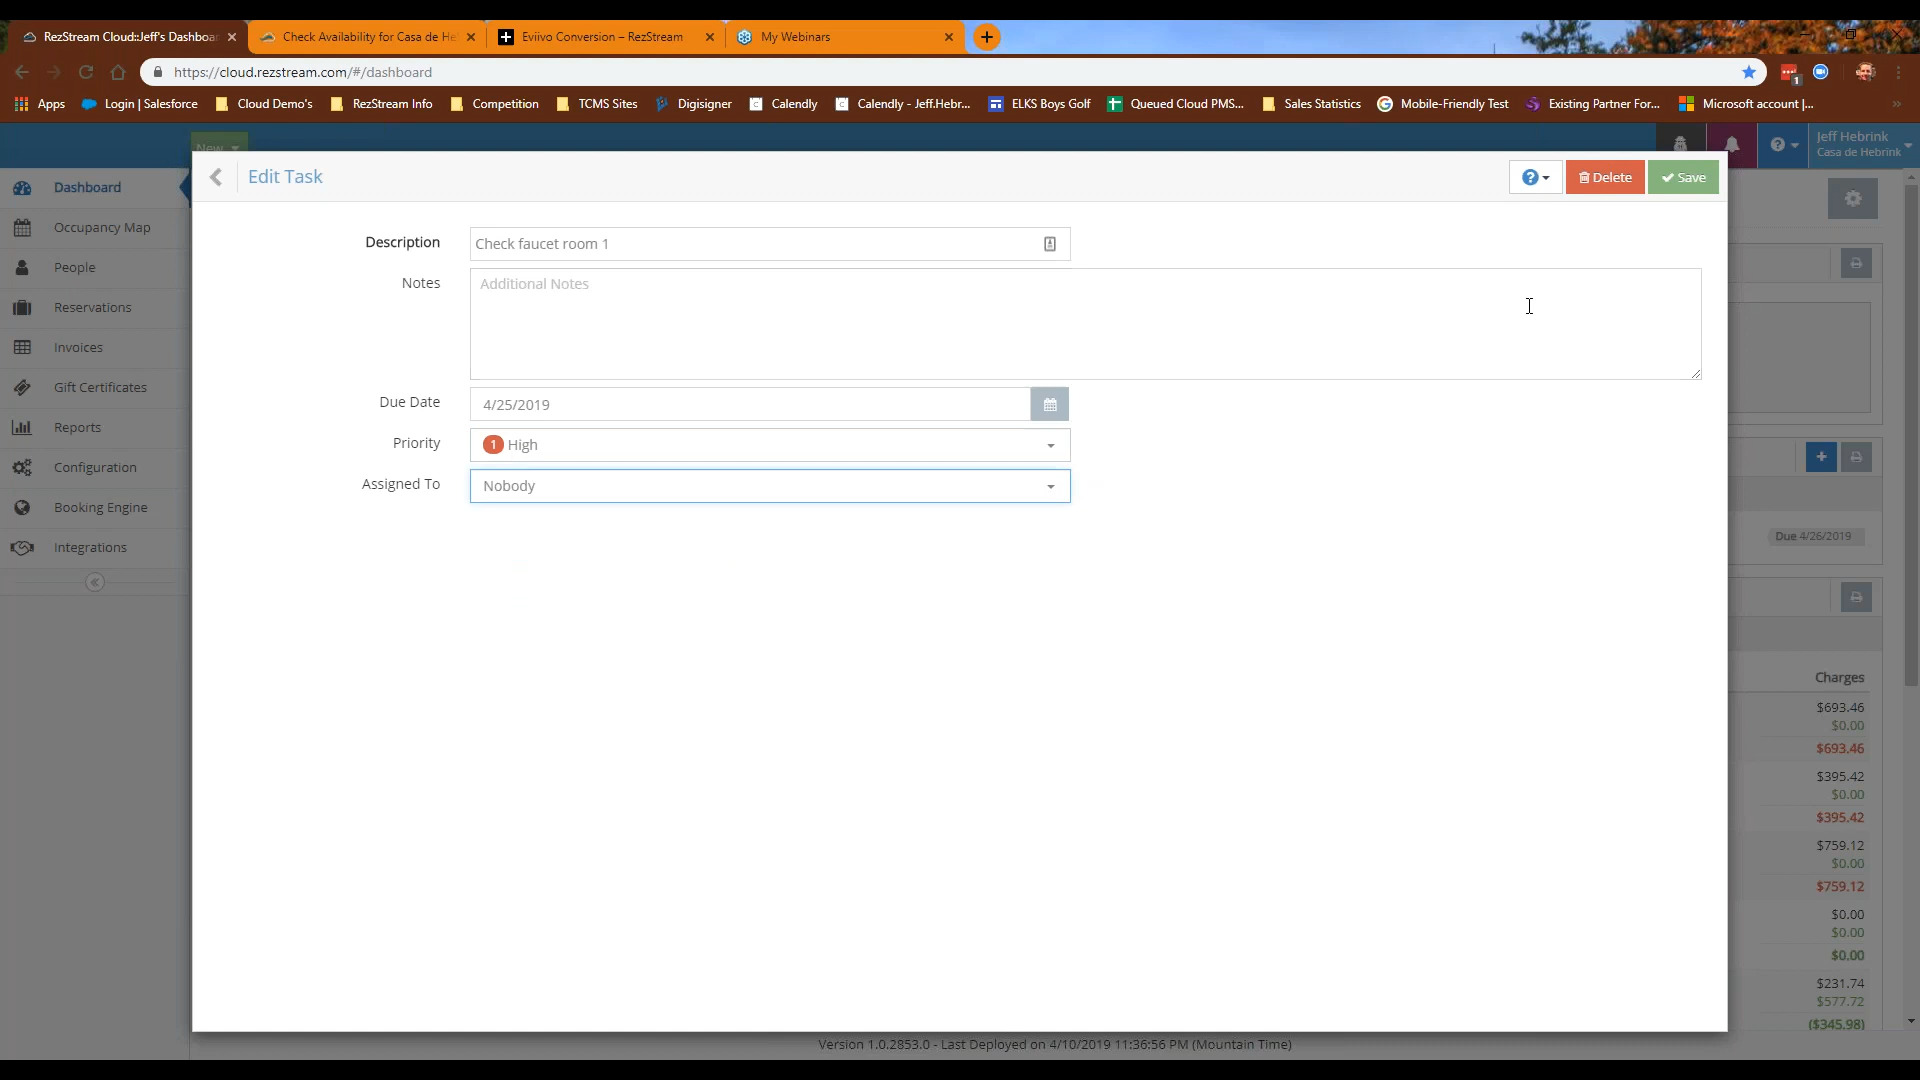 RezStream Cloud::Jeff's Dashboa
Check Availability for Casa de He
Eviivo Conversion – RezStream
My Webinars
https://cloud.rezstream.com/#/dashboard
1
Apps
Login | Salesforce
Cloud Demo's
RezStream Info
Competition
TCMS Sites
Digisigner
Calendly
Calendly - Jeff.Hebr...
ELKS Boys Golf
Queued Cloud PMS...
Sales Statistics
Mobile-Friendly Test
Existing Partner For...
Microsoft account |...
New
Jeff Hebrink
Casa de Hebrink
Dashboard
Occupancy Map
People
Reservations
Invoices
Gift Certificates
Reports
Configuration
Booking Engine
Integrations
Edit Task
Delete
Save
Description
Check faucet room 1
Notes
Additional Notes
Due Date
4/25/2019
Priority
1 High
Assigned To
Nobody
Due 4/26/2019
Charges
$693.46
$0.00
$693.46
$395.42
$0.00
$395.42
$759.12
$0.00
$759.12
$0.00
$0.00
$0.00
$231.74
$577.72
($345.98)
Version 1.0.2853.0 - Last Deployed on 4/10/2019 11:36:56 PM (Mountain Time)